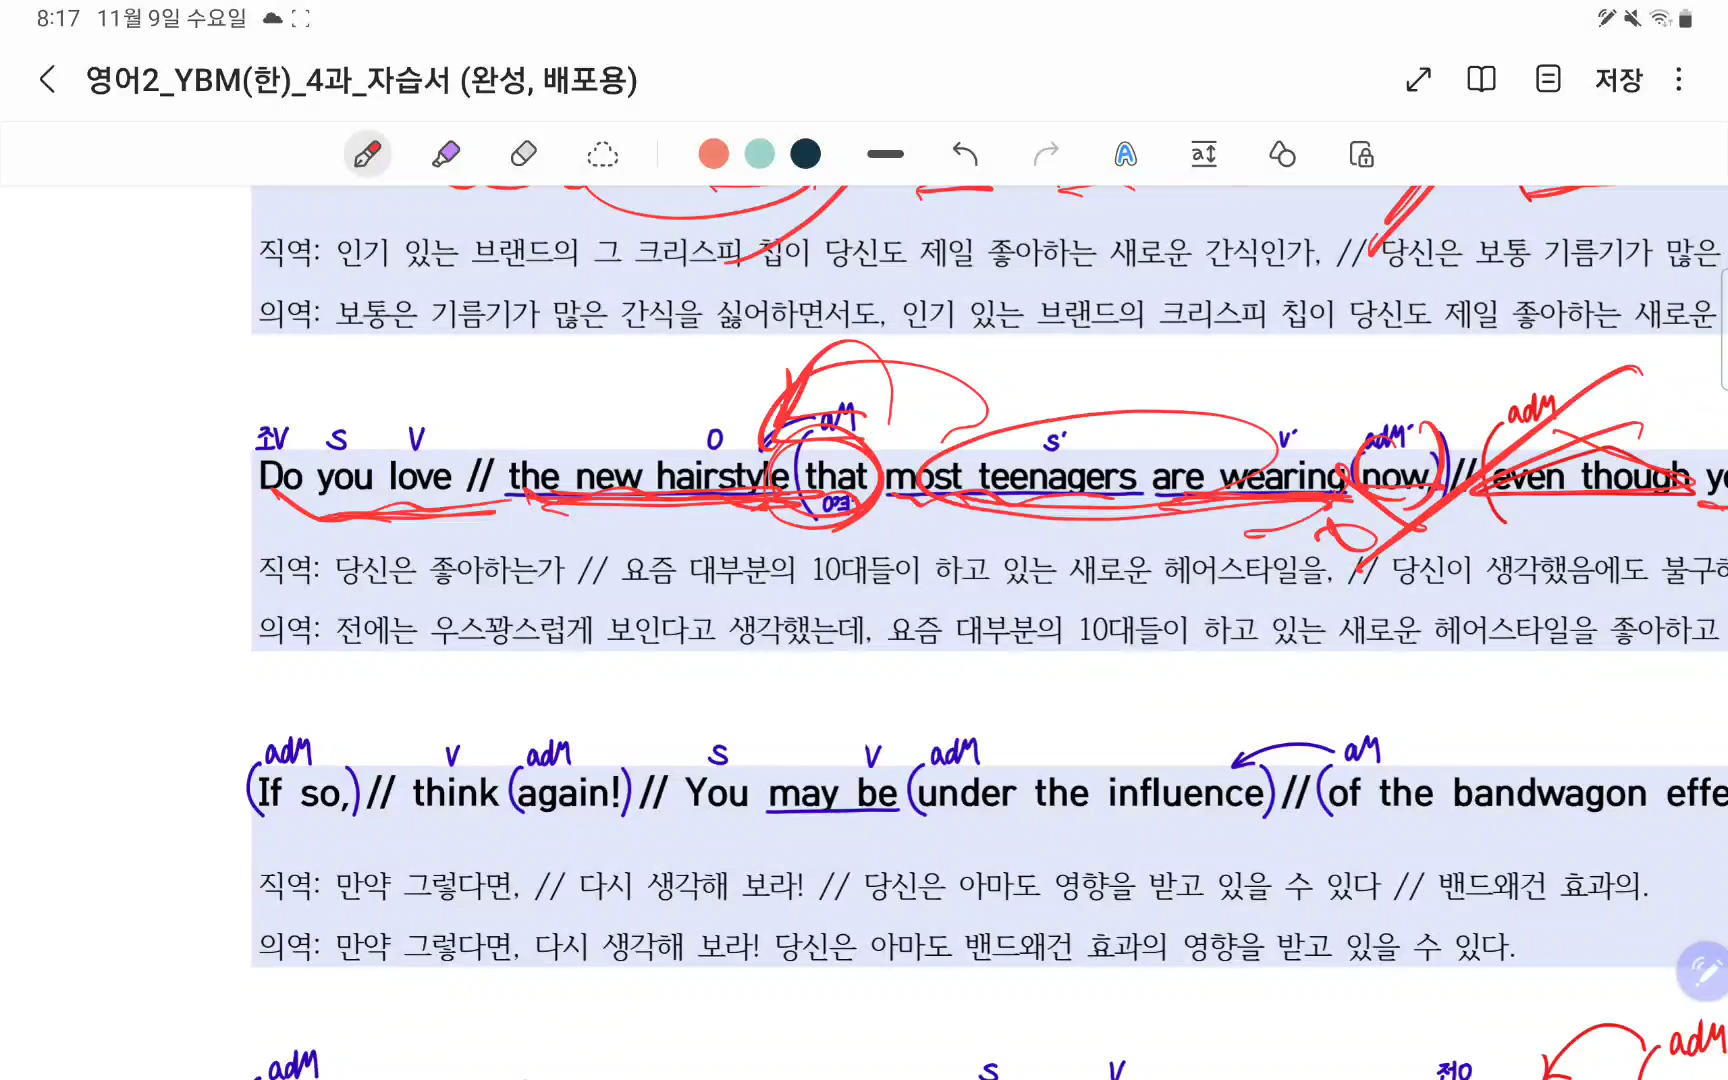 8:17 11월 9일 수요일
영어2_YBM(한)_4과_자습서 (완성, 배포용)
저장
직역: 인기 있는 브랜드의 그 크리스피 칩이 당신도 제일 좋아하는 새로운 간식인가, // 당신은 보통 기름기가 많은
의역: 보통은 기름기가 많은 간식을 싫어하면서도, 인기 있는 브랜드의 크리스피 칩이 당신도 제일 좋아하는 새로운
조V S V O aM S' V' adM' adM
Do you love // the new hairstyle (that most teenagers are wearing (now,) // (even though
직역: 당신은 좋아하는가 // 요즘 대부분의 10대들이 하고 있는 새로운 헤어스타일을, // 당신이 생각했음에도
의역: 전에는 우스꽝스럽게 보인다고 생각했는데, 요즘 대부분의 10대들이 하고 있는 새로운 헤어스타일을 좋아하고
adM V adM S V adM aM
(If so,) // think (again!) // You may be (under the influence) // (of the bandwagon
직역: 만약 그렇다면, // 다시 생각해 보라! // 당신은 아마도 영향을 받고 있을 수 있다 // 밴드왜건 효과의.
의역: 만약 그렇다면, 다시 생각해 보라! 당신은 아마도 밴드왜건 효과의 영향을 받고 있을 수 있다.
adM S V 전O adM